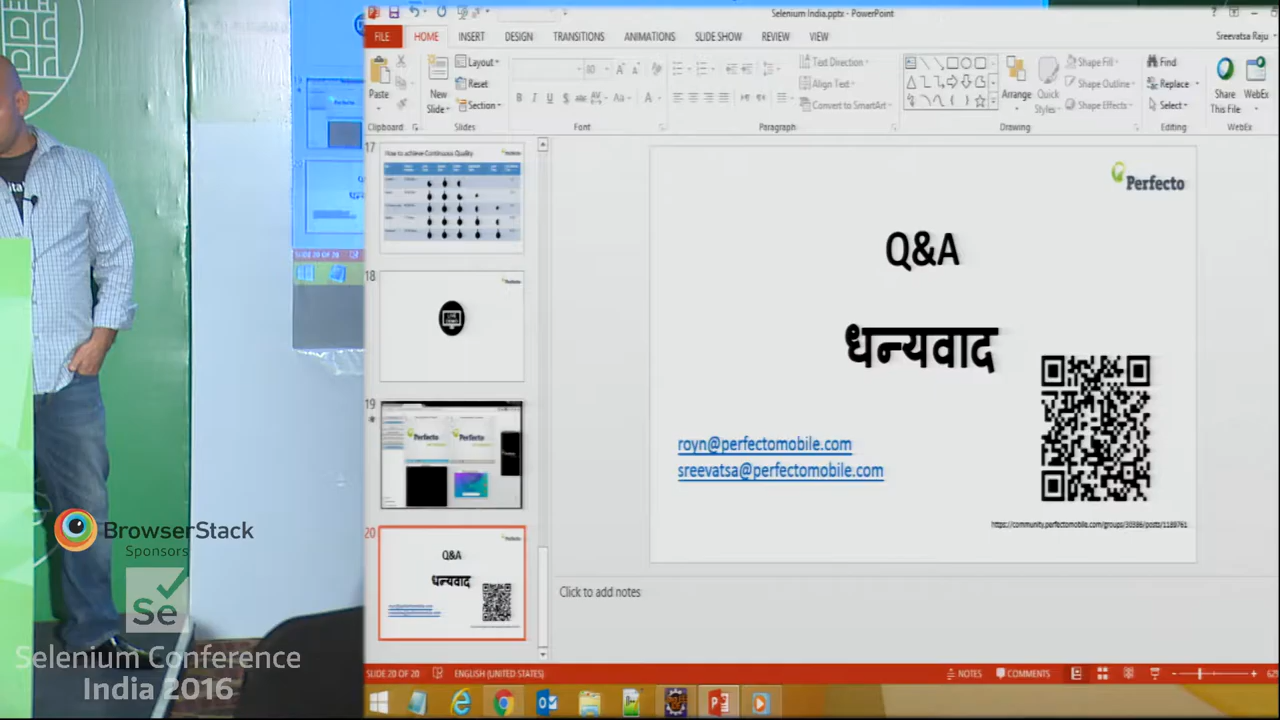 Selenium India.pptx - PowerPoint
Sreevatsa Raju
FILE HOME INSERT DESIGN TRANSITIONS ANIMATIONS SLIDE SHOW REVIEW VIEW
Paste
New Slide
Layout
Reset
Section
80
Text Direction
Align Text
Convert to SmartArt
Arrange
Quick Styles
Shape Fill
Shape Outline
Shape Effects
Find
Replace
Select
Share This File
WebEx
Clipboard Slides Font Paragraph Drawing Editing WebEx
17
How to achieve Continuous Quality
18
19
Perfecto Perfecto
20
Q&A
धन्यवाद
Perfecto
Q&A
धन्यवाद
royn@perfectomobile.com
sreevatsa@perfectomobile.com
Click to add notes
SLIDE 20 OF 20 ENGLISH (UNITED STATES) NOTES COMMENTS
BrowserStack
Sponsors
Se
Selenium Conference
India 2016